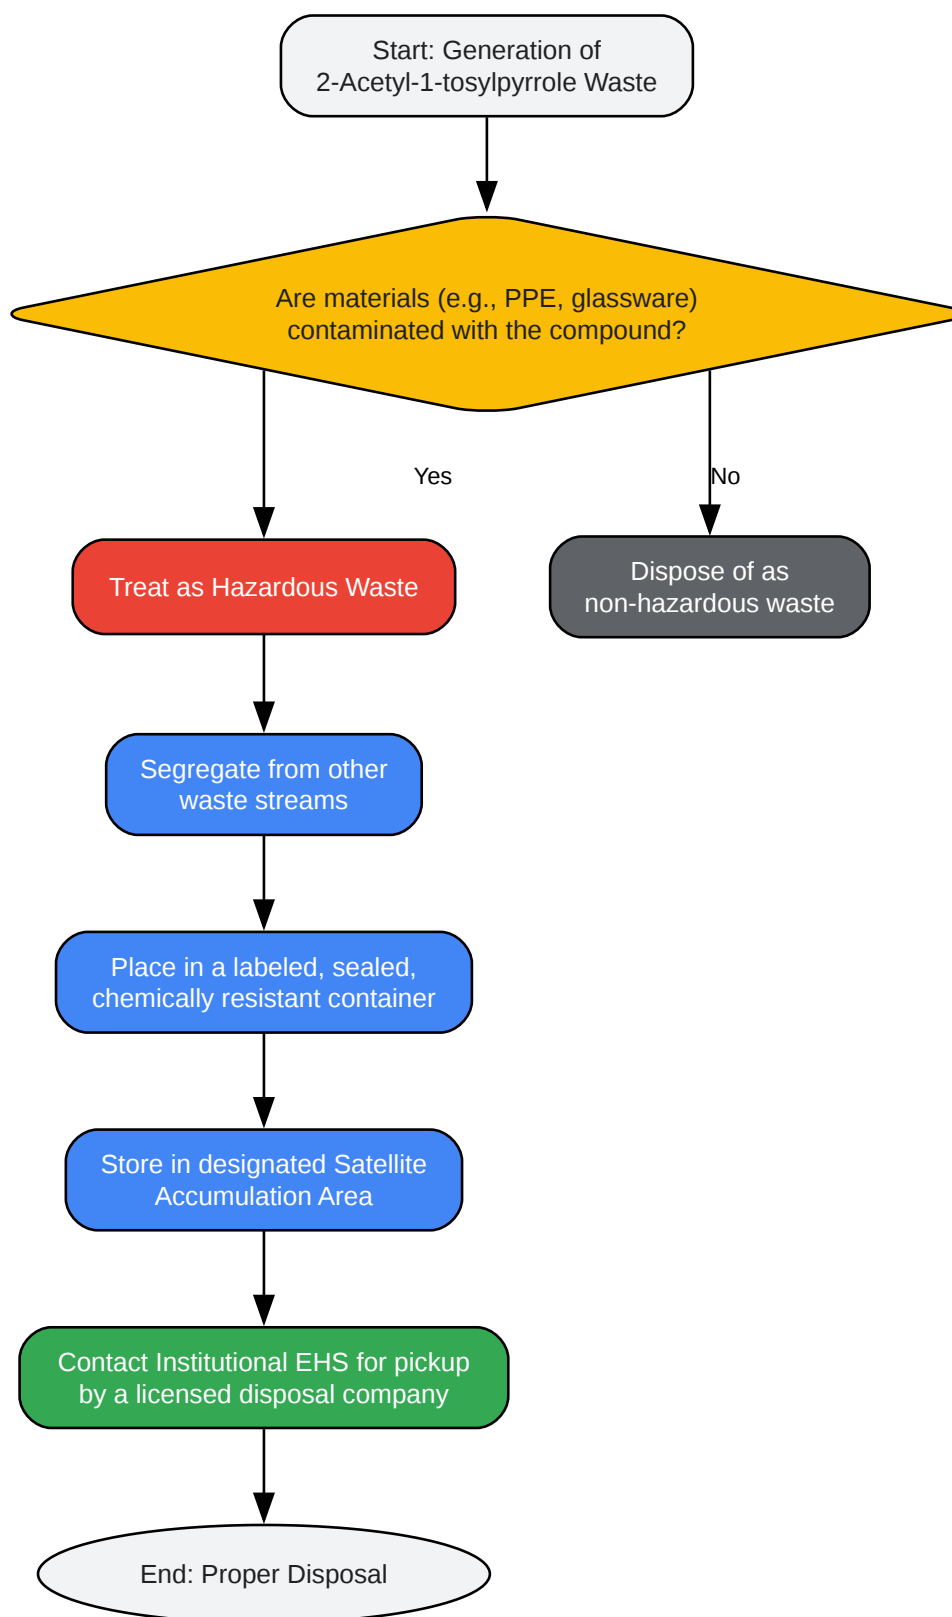 Start: Generation of
2-Acetyl-1-tosylpyrrole Waste
Are materials (e.g., PPE, glassware)
contaminated with the compound?
Yes
No
Treat as Hazardous Waste
Dispose of as
non-hazardous waste
Segregate from other
waste streams
Place in a labeled, sealed,
chemically resistant container
Store in designated Satellite
Accumulation Area
Contact Institutional EHS for pickup
by a licensed disposal company
End: Proper Disposal